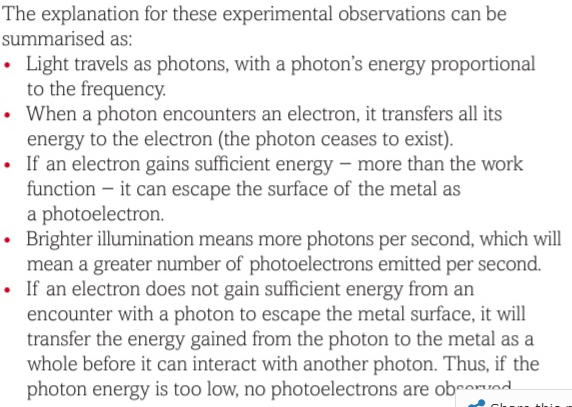 The explanation for these experimental observations can be
summarised as:
• Light travels as photons, with a photon's energy proportional
to the frequency.
• When a photon encounters an electron, it transfers all its
energy to the electron (the photon ceases to exist).
• If an electron gains sufficient energy – more than the work
function – it can escape the surface of the metal as
a photoelectron.
• Brighter illumination means more photons per second, which will
mean a greater number of photoelectrons emitted per second.
• If an electron does not gain sufficient energy from an
encounter with a photon to escape the metal surface, it will
transfer the energy gained from the photon to the metal as a
whole before it can interact with another photon. Thus, if the
photon energy is too low, no photoelectrons are observed